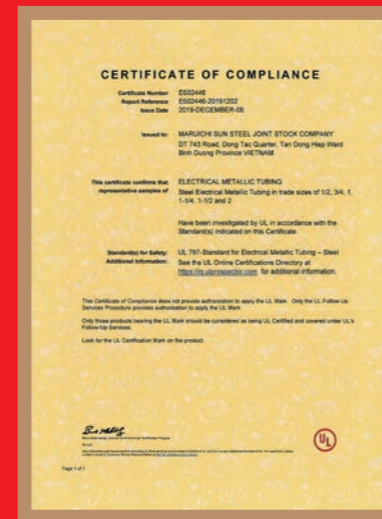 CERTIFICATE OF COMPLIANCE
Certificate Number E502446
Report Reference E502446-20191202
Issue Date 2019-DECEMBER-06
Issued to: MARUICHI SUN STEEL JOINT STOCK COMPANY
DT 743 Road, Dong Tac Quarter, Tan Dong Hiep Ward
Binh Duong Province VIETNAM
This certificate confirms that ELECTRICAL METALLIC TUBING
representative samples of Steel Electrical Metallic Tubing in trade sizes of 1/2, 3/4, 1,
1-1/4, 1-1/2 and 2
Have been investigated by UL in accordance with the
Standard(s) indicated on this Certificate.
Standard(s) for Safety: UL 797-Standard for Electrical Metallic Tubing – Steel
Additional Information: See the UL Online Certifications Directory at
https://iq.ulprospector.com for additional information.
This Certificate of Compliance does not provide authorization to apply the UL Mark. Only the UL Follow-Up
Services Procedure provides authorization to apply the UL Mark.
Only those products bearing the UL Mark should be considered as being UL Certified and covered under UL's
Follow-Up Services.
Look for the UL Certification Mark on the product.
UL
Page 1 of 1